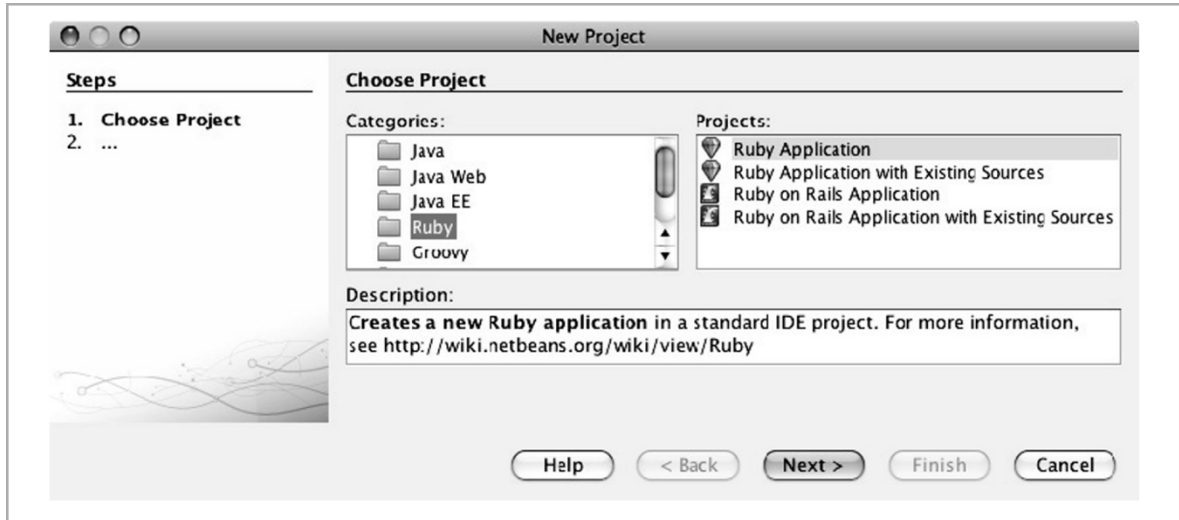 New Project
Steps
1. Choose Project
2. ...
Choose Project
Categories:
Java
Java Web
Java EE
Ruby
Groovy
Projects:
Ruby Application
Ruby Application with Existing Sources
Ruby on Rails Application
Ruby on Rails Application with Existing Sources
Description:
Creates a new Ruby application in a standard IDE project. For more information,
see http://wiki.netbeans.org/wiki/view/Ruby
Help
< Back
Next >
Finish
Cancel